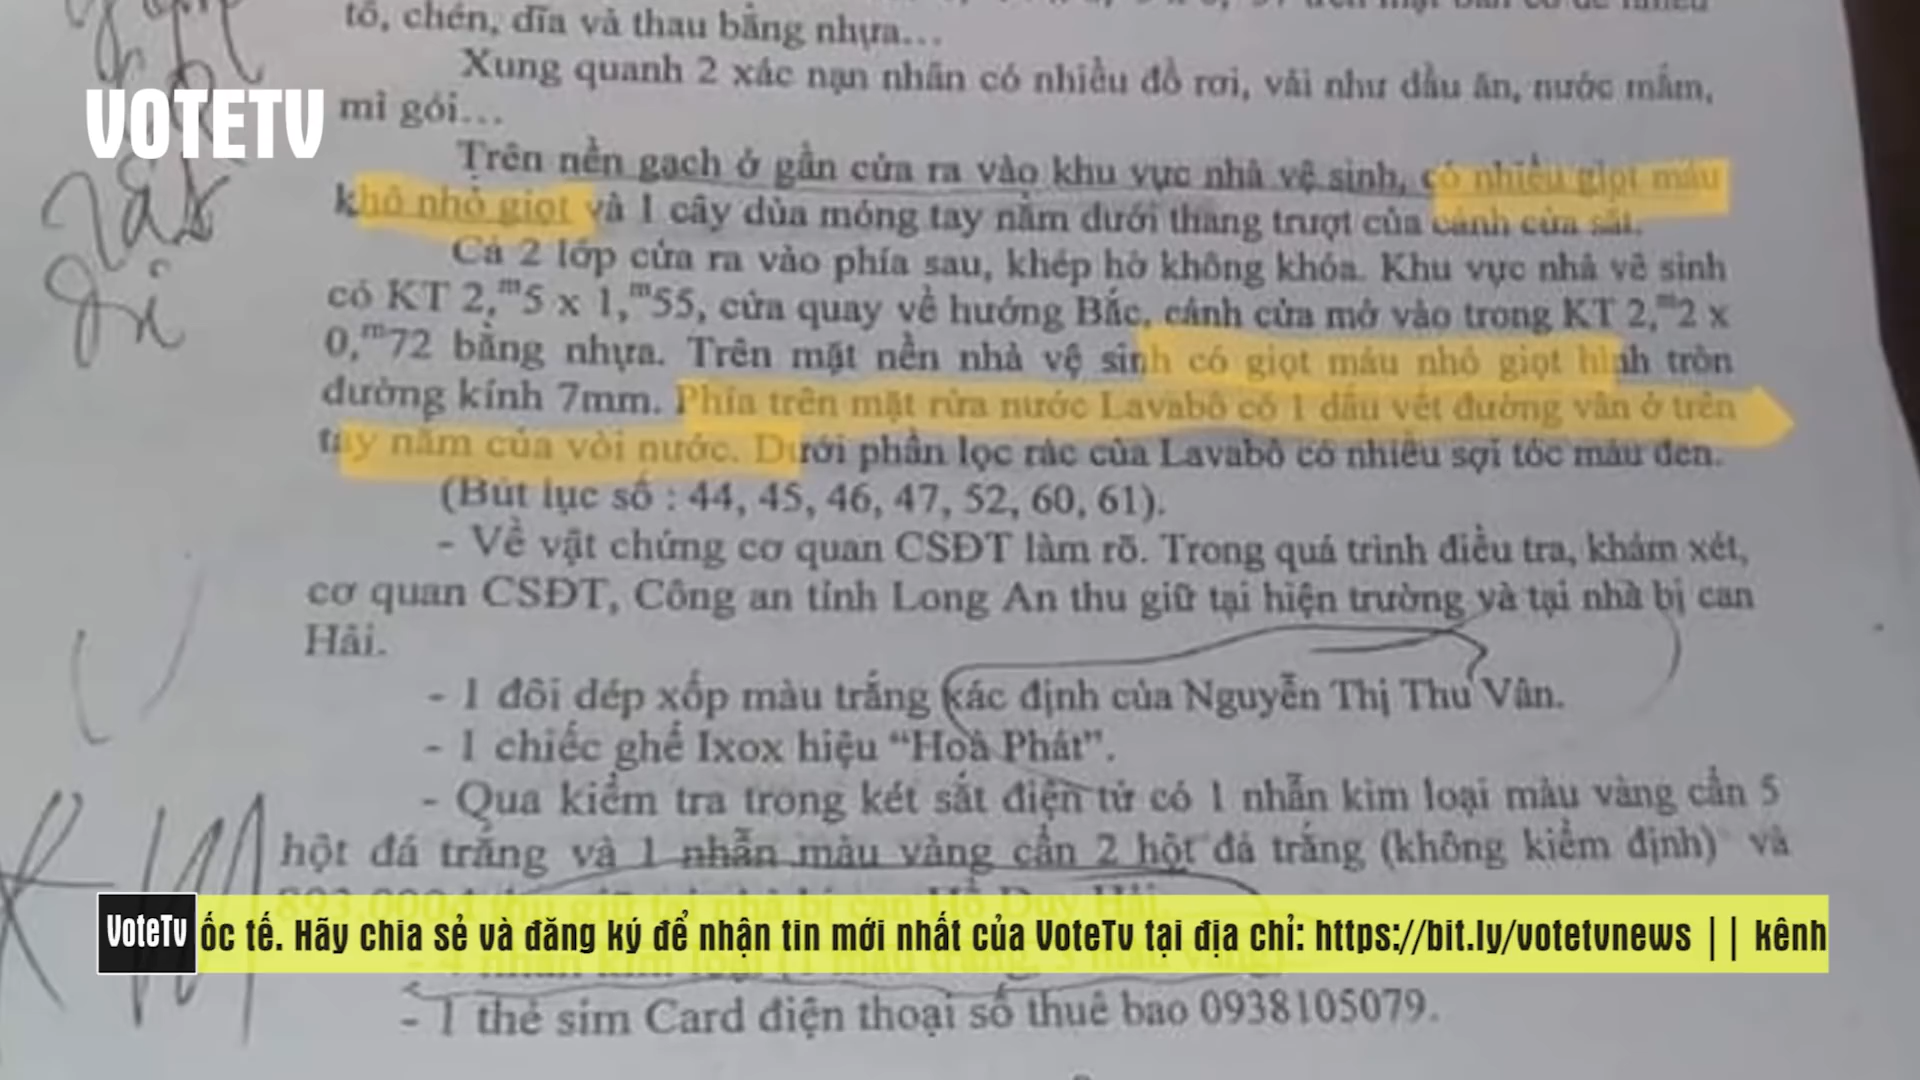 tô, chén, dĩa và thau bằng nhựa...
Xung quanh 2 xác nạn nhân có nhiều đồ rơi, vãi như dầu ăn, nước mắm,
mì gói...
VOTETV
Trên nền gạch ở gần cửa ra vào khu vực nhà vệ sinh, có nhiều giọt máu
khô nhỏ giọt và 1 cây dùa móng tay nằm dưới thang trượt của cánh cửa sắt.
Cả 2 lớp cửa ra vào phía sau, khép hờ không khóa. Khu vực nhà vê sinh
có KT 2,ᵐ5 x 1,ᵐ55, cửa quay về hướng Bắc, cánh cửa mở vào trong KT 2,ᵐ2 x
0,ᵐ72 bằng nhựa. Trên mặt nền nhà vệ sinh có giọt máu nhỏ giọt hình tròn
đường kính 7mm. Phía trên mặt rửa nước Lavabô có 1 dấu vết đường vân ở trên
tay nắm của vòi nước. Dưới phần lọc rác của Lavabô có nhiều sợi tóc màu đen.
(Bút lục số : 44, 45, 46, 47, 52, 60, 61).
- Về vật chứng cơ quan CSĐT làm rõ. Trong quá trình điều tra, khám xét,
cơ quan CSĐT, Công an tỉnh Long An thu giữ tại hiện trường và tại nhà bị can
Hải.
- 1 đôi dép xốp màu trắng xác định của Nguyễn Thị Thu Vân.
- 1 chiếc ghế Ixox hiệu “Hoà Phát”.
- Qua kiểm tra trong két sắt điện tử có 1 nhẫn kim loại màu vàng cẩn 5
hột đá trắng và 1 nhẫn màu vàng cẩn 2 hột đá trắng (không kiểm định) và
VoteTv ốc tế. Hãy chia sẻ và đăng ký để nhận tin mới nhất của VoteTv tại địa chỉ: https://bit.ly/votetvnews || kênh
- 1 thẻ sim Card điện thoại số thuê bao 0938105079.